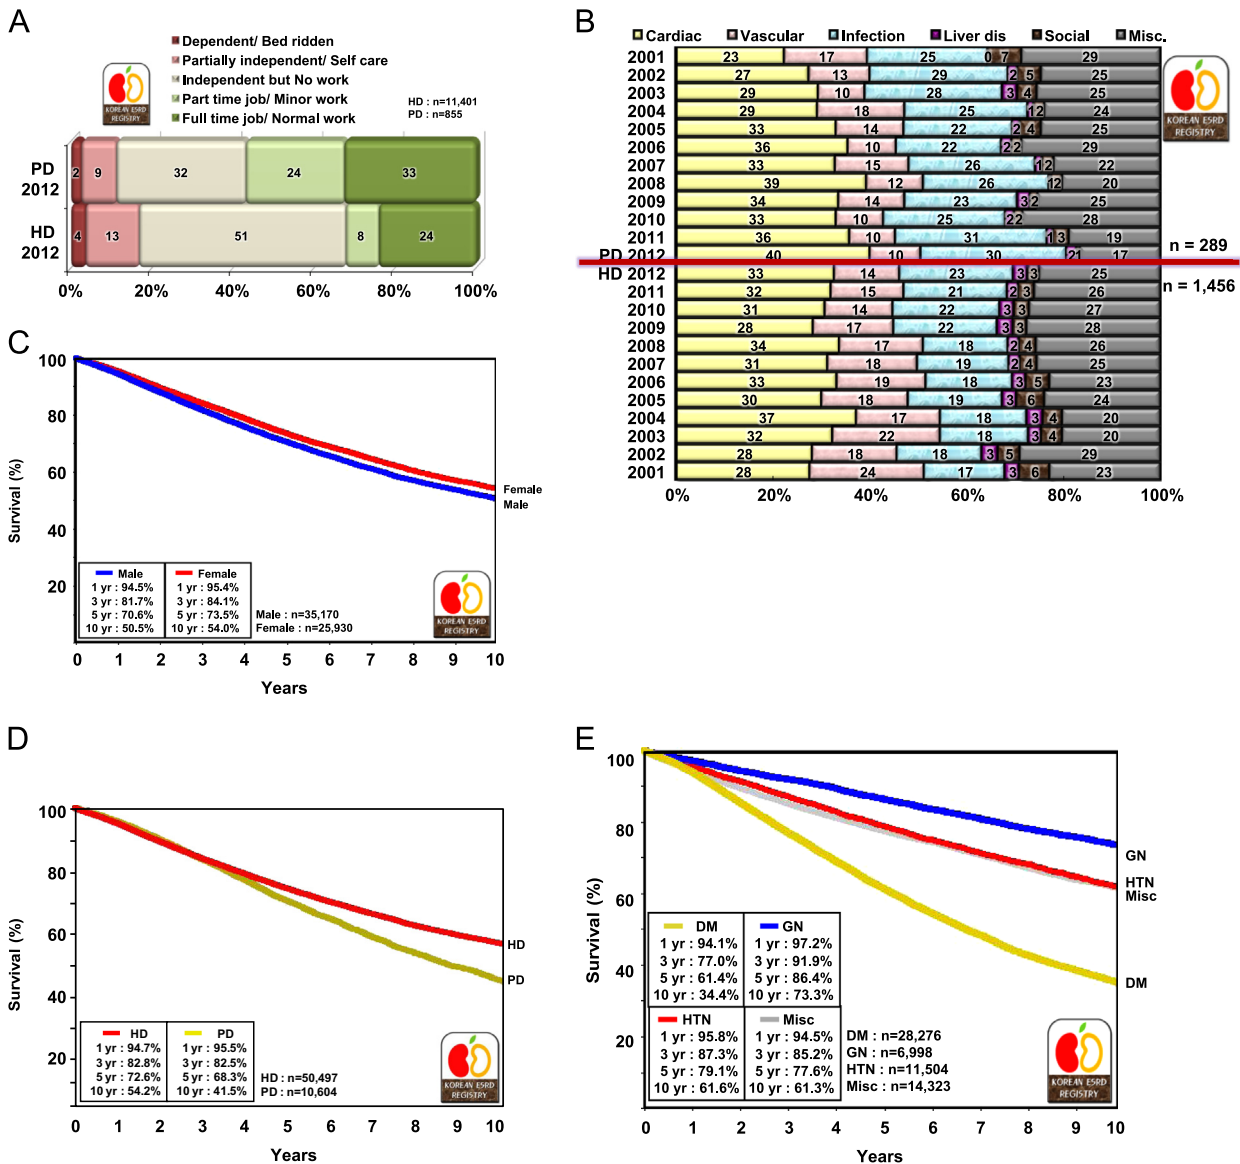 A
Dependent/ Bed ridden
Partially independent/ Self care
Independent but No work
Part time job/ Minor work
Full time job/ Normal work
HD : n=11,401
PD : n=855
KOREAN ESRD
REGISTRY
PD
2012
2 9 32 24 33
HD
2012
4 13 51 8 24
0% 20% 40% 60% 80% 100%
B
Cardiac Vascular Infection Liver dis Social Misc.
2001 23 17 25 0 7 29
2002 27 13 29 2 5 25
2003 29 10 28 3 4 25
2004 29 18 25 1 2 24
2005 33 14 22 2 4 25
2006 36 10 22 2 2 29
2007 33 15 26 1 2 22
2008 39 12 26 1 2 20
2009 34 14 23 3 2 25
2010 33 10 25 2 2 28
2011 36 10 31 1 3 19
PD 2012 40 10 30 2 1 17
HD 2012 33 14 23 3 3 25
2011 32 15 21 2 3 26
2010 31 14 22 3 3 27
2009 28 17 22 3 3 28
2008 34 17 18 2 4 26
2007 31 18 19 2 4 25
2006 33 19 18 3 5 23
2005 30 18 19 3 6 24
2004 37 17 18 3 4 20
2003 32 22 18 3 4 20
2002 28 18 18 3 5 29
2001 28 24 17 3 6 23
0% 20% 40% 60% 80% 100%
KOREAN ESRD
REGISTRY
n = 289
n = 1,456
C
Survival (%)
100
80
60
40
20
Female
Male
Male Female
1 yr : 94.5% 1 yr : 95.4%
3 yr : 81.7% 3 yr : 84.1%
5 yr : 70.6% 5 yr : 73.5%
10 yr : 50.5% 10 yr : 54.0%
Male : n=35,170
Female : n=25,930
KOREAN ESRD
REGISTRY
0 1 2 3 4 5 6 7 8 9 10
Years
D
Survival (%)
100
80
60
40
20
HD
PD
HD PD
1 yr : 94.7% 1 yr : 95.5%
3 yr : 82.8% 3 yr : 82.5%
5 yr : 72.6% 5 yr : 68.3%
10 yr : 54.2% 10 yr : 41.5%
HD : n=50,497
PD : n=10,604
KOREAN ESRD
REGISTRY
0 1 2 3 4 5 6 7 8 9 10
Years
E
Survival (%)
100
80
60
40
20
GN
HTN
Misc
DM
DM GN
1 yr : 94.1% 1 yr : 97.2%
3 yr : 77.0% 3 yr : 91.9%
5 yr : 61.4% 5 yr : 86.4%
10 yr : 34.4% 10 yr : 73.3%
HTN Misc
1 yr : 95.8% 1 yr : 94.5%
3 yr : 87.3% 3 yr : 85.2%
5 yr : 79.1% 5 yr : 77.6%
10 yr : 61.6% 10 yr : 61.3%
DM : n=28,276
GN : n=6,998
HTN : n=11,504
Misc : n=14,323
KOREAN ESRD
REGISTRY
0 1 2 3 4 5 6 7 8 9 10
Years